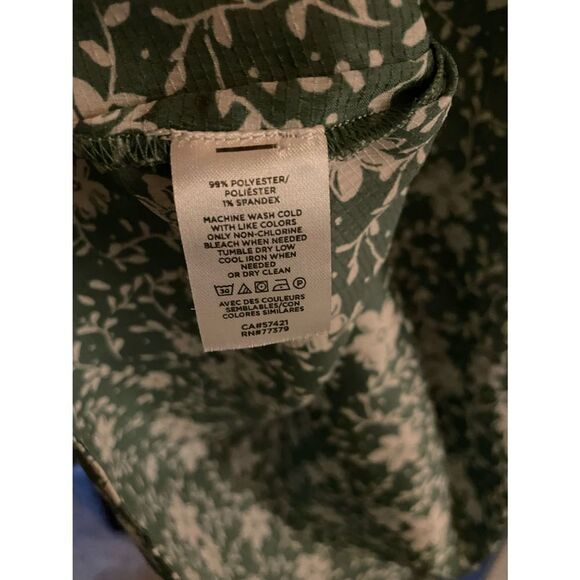 99% POLYESTER/
POLIÉSTER
1% SPANDEX
MACHINE WASH COLD
WITH LIKE COLORS
ONLY NON-CHLORINE
BLEACH WHEN NEEDED
TUMBLE DRY LOW
COOL IRON WHEN
NEEDED
OR DRY CLEAN
30 P
AVEC DES COULEURS
SEMBLABLES/CON
COLORES SIMILARES
CA#57421
RN#77379